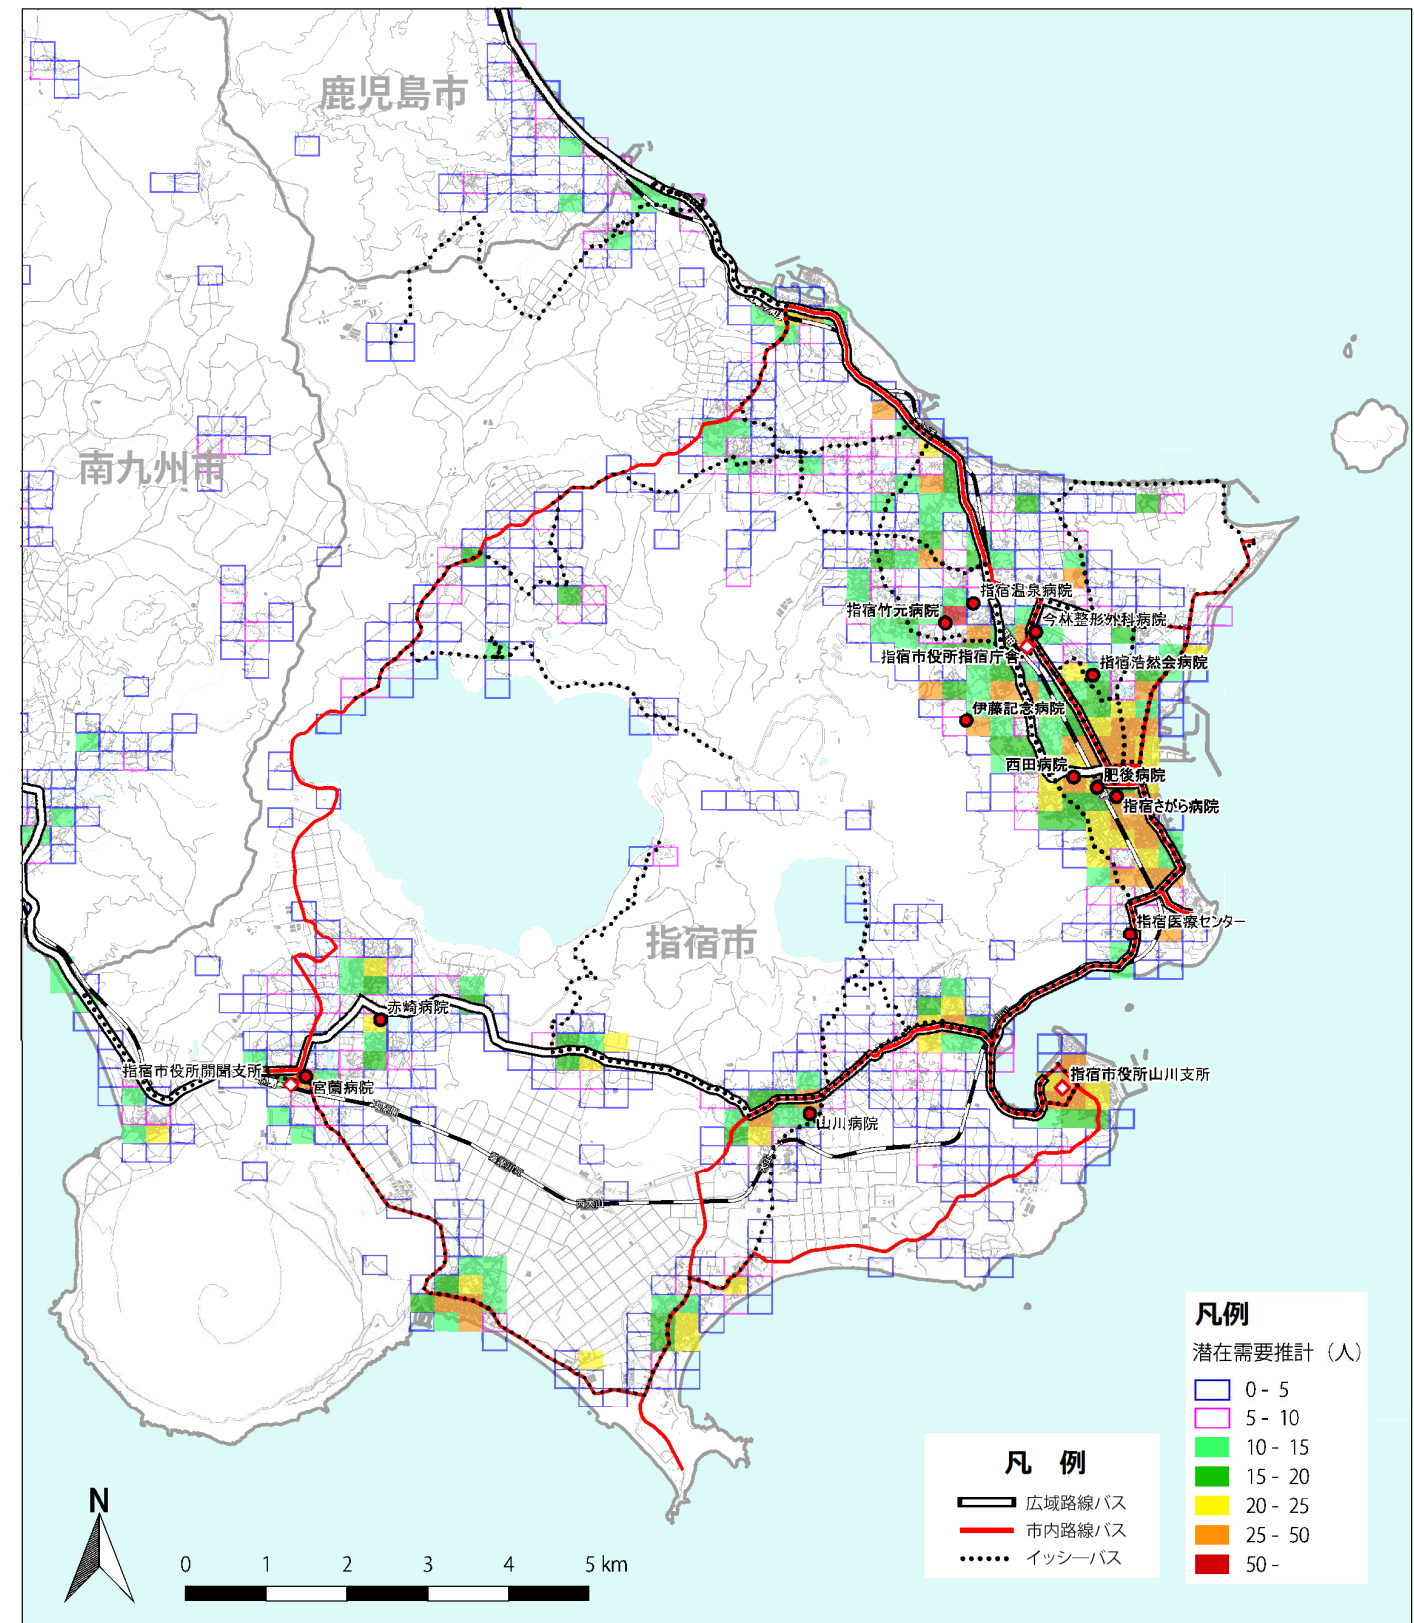 鹿児島市
南九州市
指宿温泉病院
指宿竹元病院
今林整形外科病院
指宿市役所指宿庁舎
指宿浩然会病院
伊藤記念病院
西田病院
肥後病院
指宿さがら病院
指宿市
指宿医療センター
赤崎病院
指宿市役所開聞支所
宮薗病院
指宿市役所山川支所
山川病院
西大山
凡例
潜在需要推計（人）
0 - 5
5 - 10
10 - 15
15 - 20
20 - 25
25 - 50
50 -
凡 例
広域路線バス
市内路線バス
イッシーバス
N
0 1 2 3 4 5 km